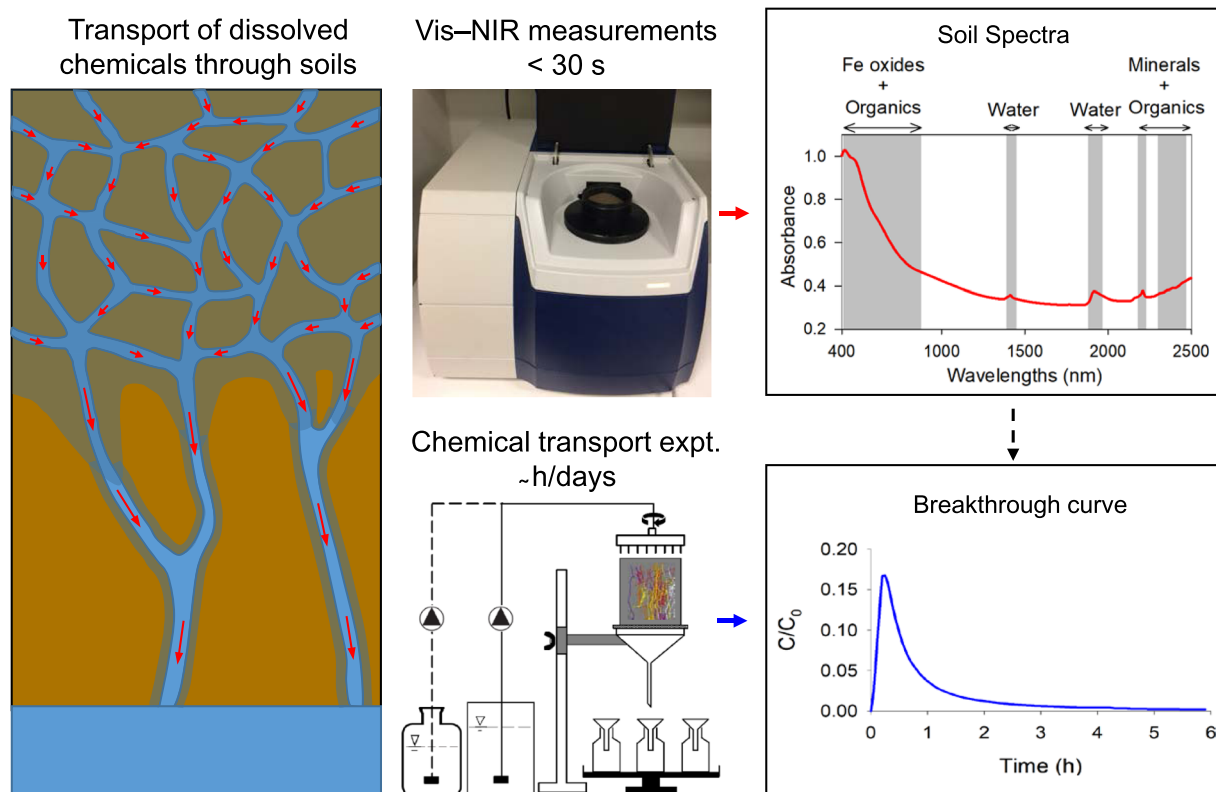 Transport of dissolved
chemicals through soils
Vis–NIR measurements
< 30 s
Soil Spectra
Fe oxides
+
Organics
Water
Water
Minerals
+
Organics
Absorbance
1.0
0.8
0.6
0.4
0.2
400
1000
1500
2000
2500
Wavelengths (nm)
Chemical transport expt.
~h/days
Breakthrough curve
C/C₀
0.20
0.15
0.10
0.05
0.00
0
1
2
3
4
5
6
Time (h)